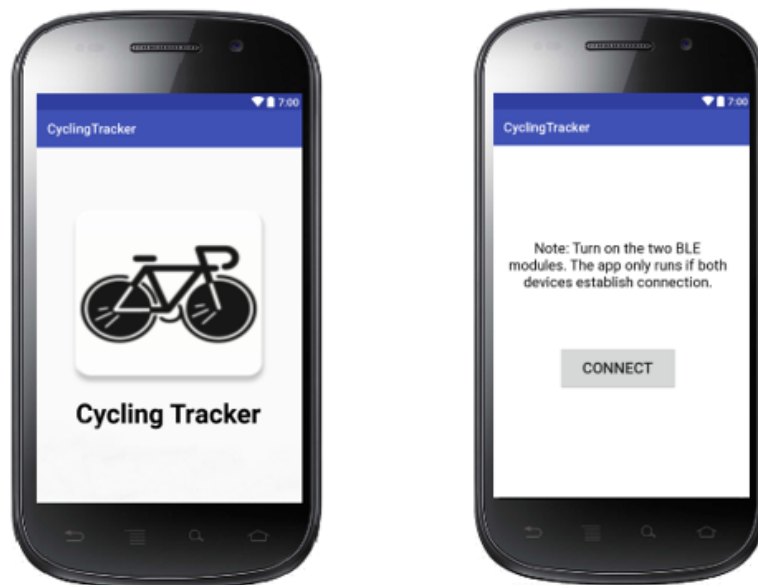 7:00
CyclingTracker
Cycling Tracker
7:00
CyclingTracker
Note: Turn on the two BLE
modules. The app only runs if both
devices establish connection.
CONNECT